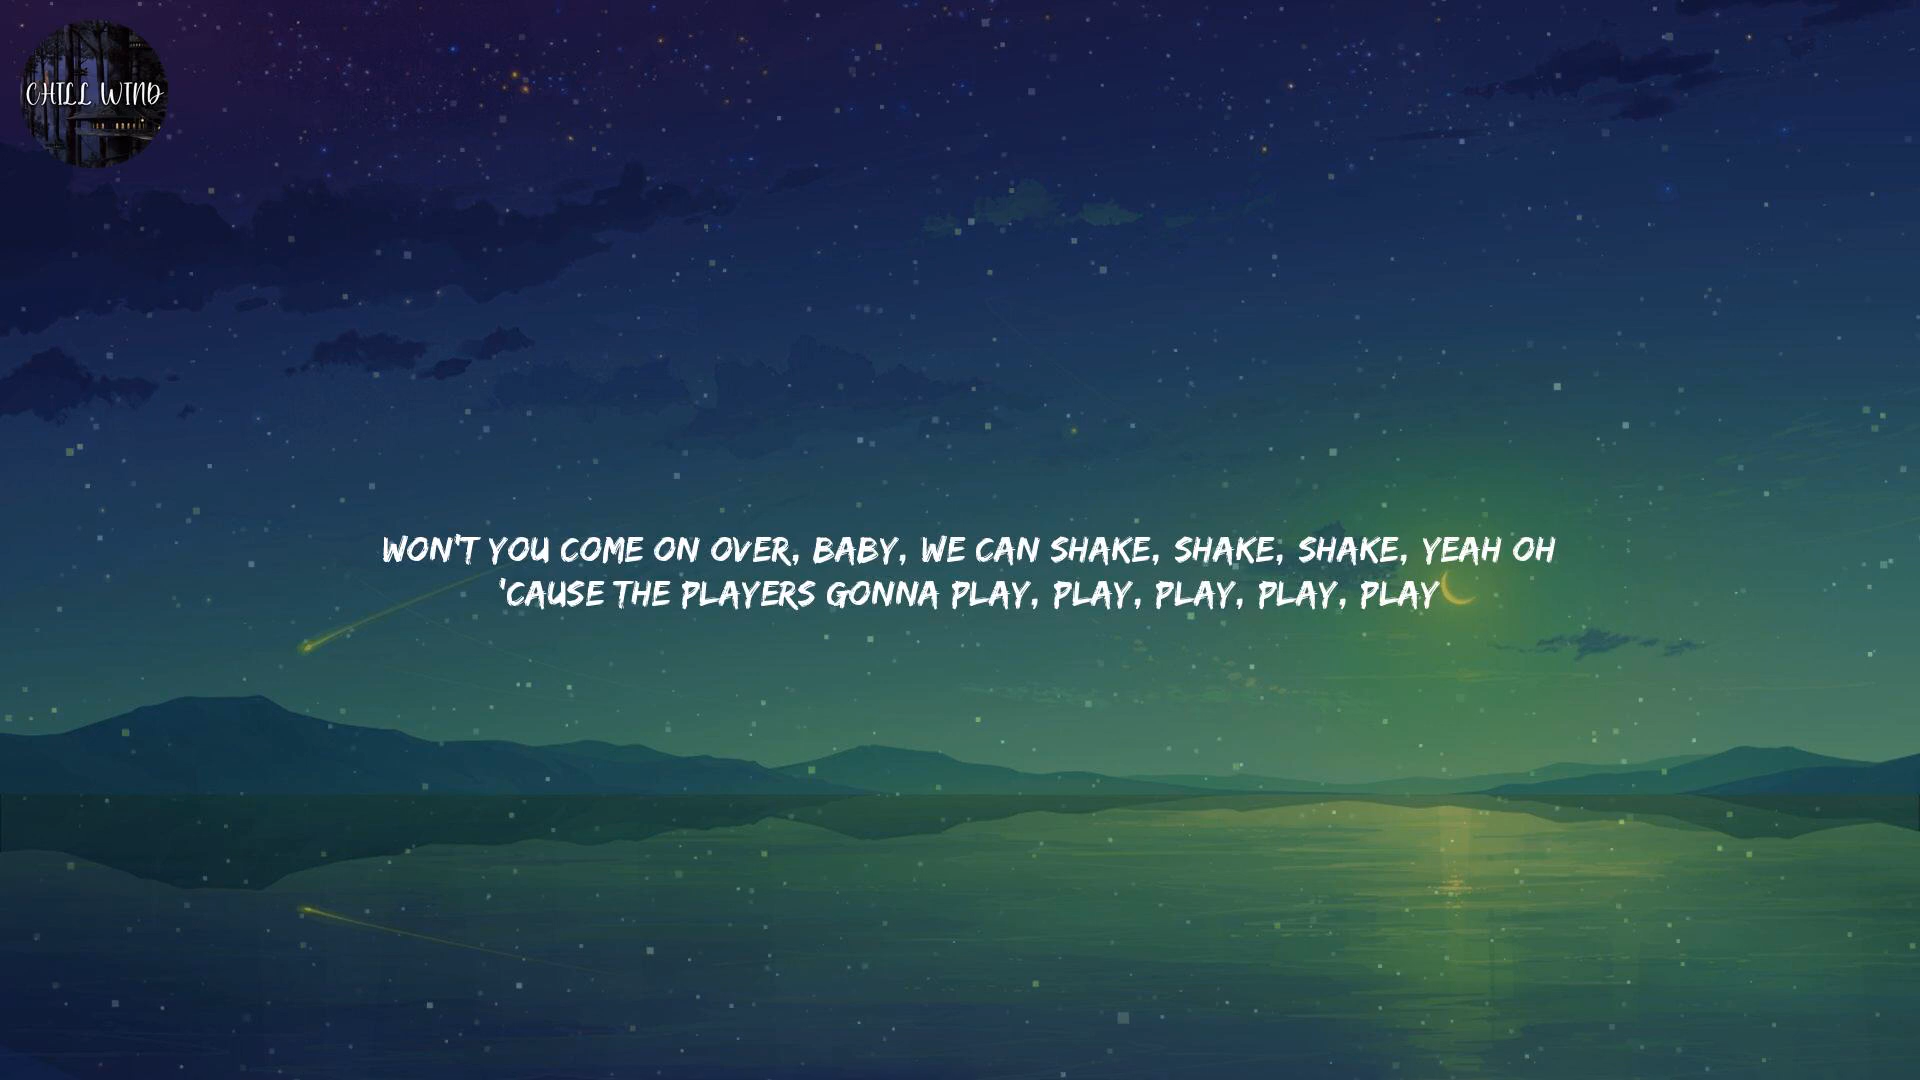 CHILL WIND
WON'T YOU COME ON OVER, BABY, WE CAN SHAKE, SHAKE, SHAKE, YEAH OH
'CAUSE THE PLAYERS GONNA PLAY, PLAY, PLAY, PLAY, PLAY